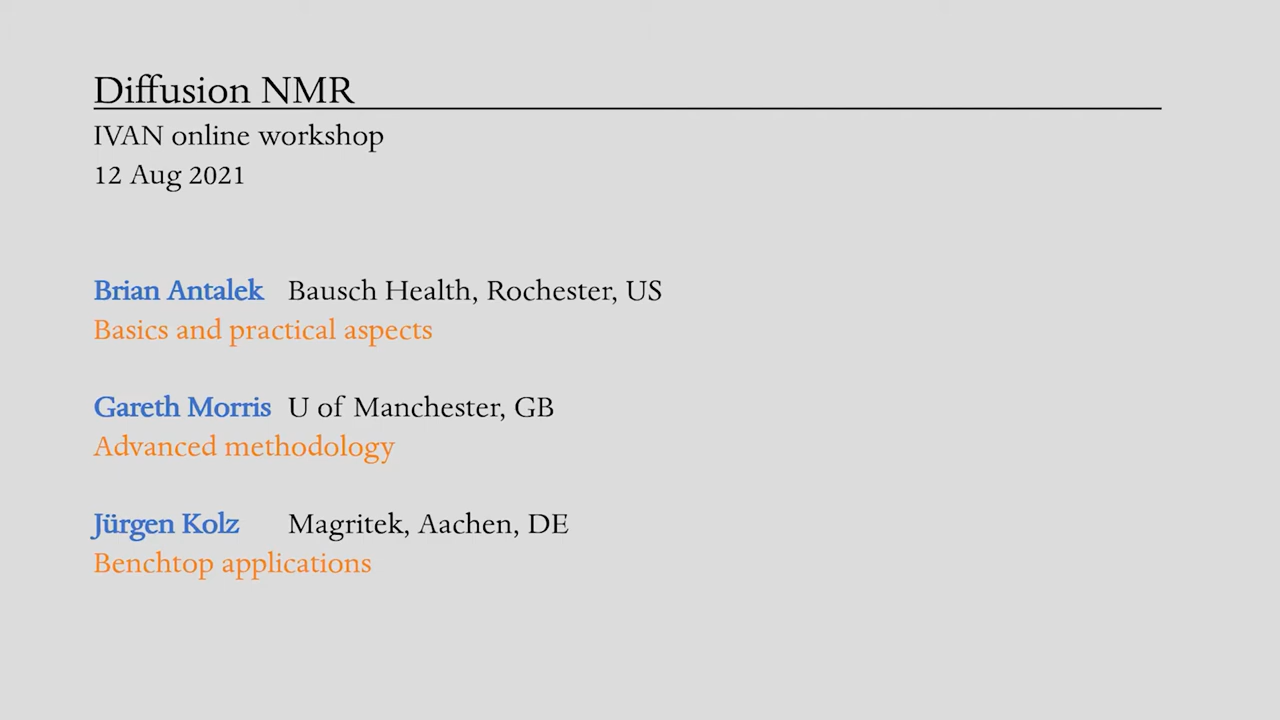 Diffusion NMR
IVAN online workshop
12 Aug 2021
Brian Antalek Bausch Health, Rochester, US
Basics and practical aspects
Gareth Morris U of Manchester, GB
Advanced methodology
Jürgen Kolz Magritek, Aachen, DE
Benchtop applications